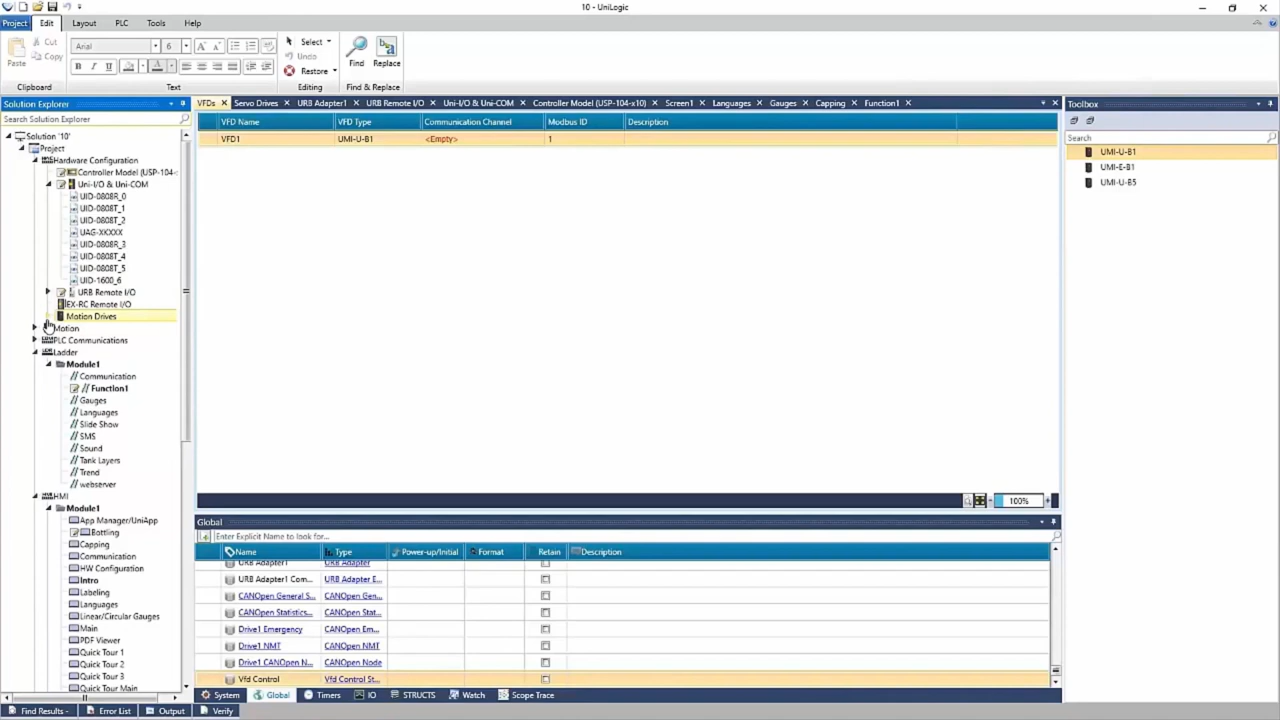 10 - UniLogic
Project Edit Layout PLC Tools Help
Paste Cut Copy
Arial 6
Select
Undo
Restore
Find Replace
Clipboard Text Editing Find & Replace
Solution Explorer
Search Solution Explorer
Solution '10'
Project
Hardware Configuration
Controller Model (USP-104-
Uni-I/O & Uni-COM
UID-0808R_0
UID-0808T_1
UID-0808T_2
UAG-XKXXX
UID-0808R_3
UID-0808T_4
UID-0808T_5
UID-1600_6
URB Remote I/O
EX-RC Remote I/O
Motion Drives
Motion
PLC Communications
Ladder
Module1
Communication
Function1
Gauges
Languages
Slide Show
SMS
Sound
Tank Layers
Trend
webserver
HMI
Module1
App Manager/UniApp
Bottling
Capping
Communication
HW Configuration
Intro
Labeling
Languages
Linear/Circular Gauges
Main
PDF Viewer
Quick Tour 1
Quick Tour 2
Quick Tour 3
Quick Tour Main
VFDs Servo Drives URB Adapter1 URB Remote I/O Uni-I/O & Uni-COM Controller Model (USP-104-x10) Screen1 Languages Gauges Capping Function1
VFD Name VFD Type Communication Channel Modbus ID Description
VFD1 UMI-U-B1 <Empty> 1
100%
Global
Enter Explicit Name to look for...
Name Type Power-up/Initial Format Retain Description
URB Adapter1 URB Adapter
URB Adapter1 Com... URB Adapter E...
CANOpen General S... CANOpen Gen...
CANOpen Statistics... CANOpen Stat...
Drive1 Emergency CANOpen Em...
Drive1 NMT CANOpen NMT
Drive1 CANOpen N... CANOpen Node
Vfd Control Vfd Control St...
System Global Timers IO STRUCTS Watch Scope Trace
Toolbox
Search
UMI-U-B1
UMI-E-B1
UMI-U-B5
Find Results - Error List Output Verify